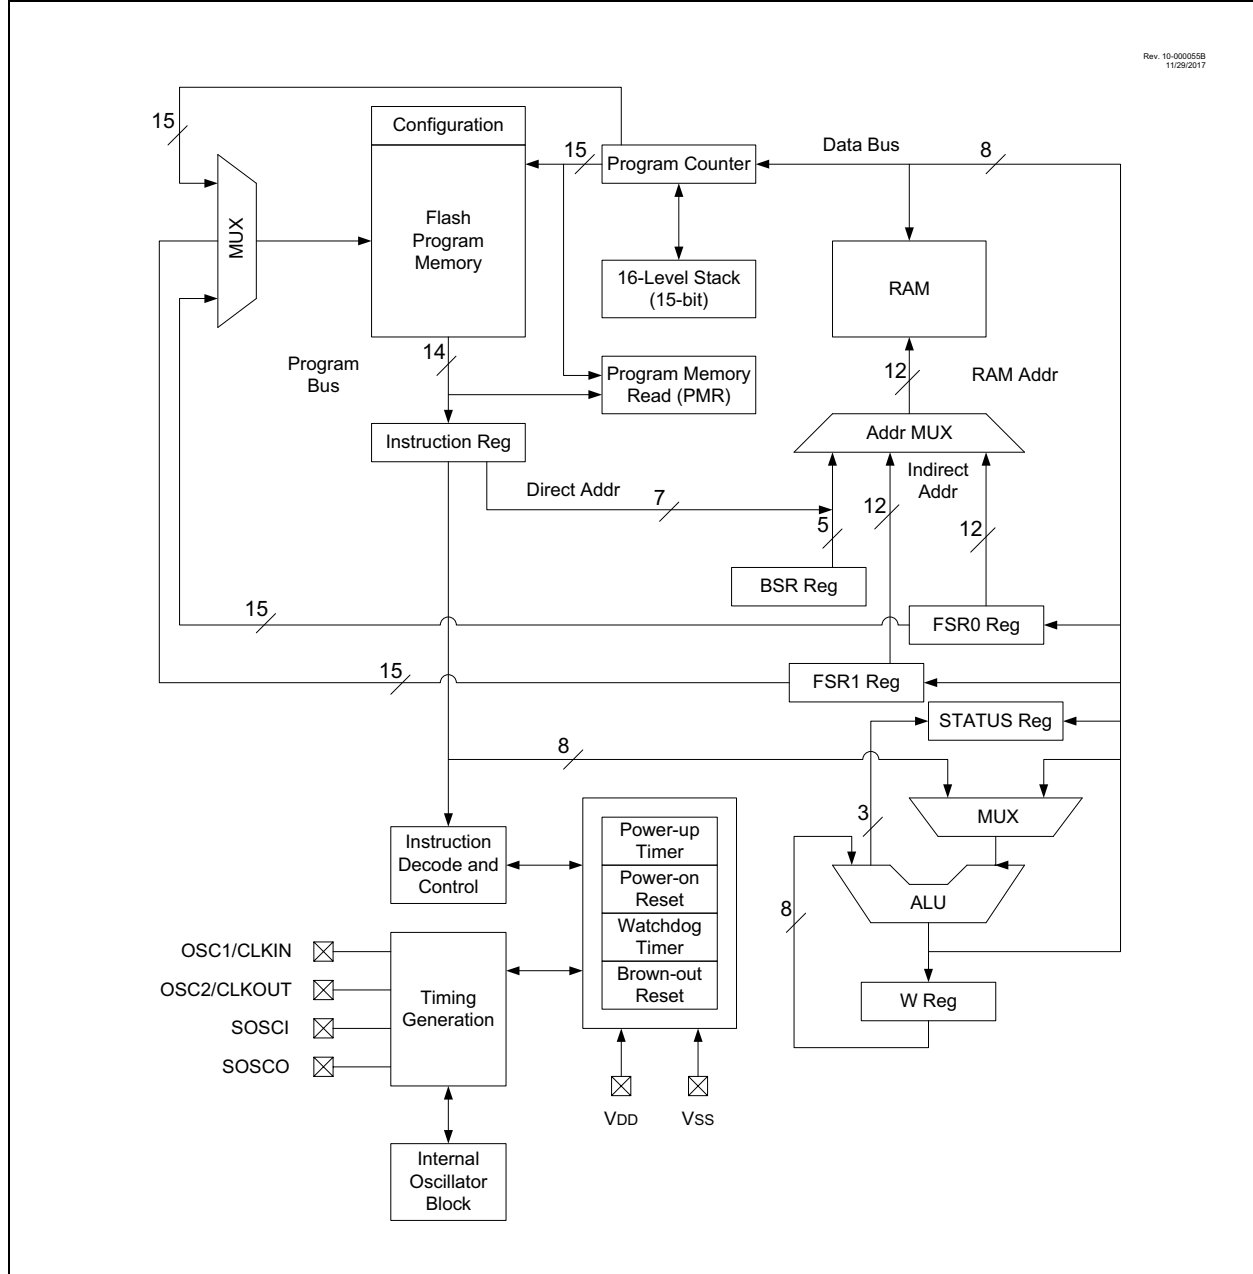 Rev. 10-000055B
11/29/2017
15
Configuration
MUX
Flash
Program
Memory
15
Program Counter
Data Bus
8
16-Level Stack
(15-bit)
RAM
Program
Bus
14
Program Memory
Read (PMR)
12
RAM Addr
Instruction Reg
Addr MUX
Direct Addr
7
5
12
Indirect
Addr
12
BSR Reg
15
FSR0 Reg
15
FSR1 Reg
STATUS Reg
8
3
MUX
Instruction
Decode and
Control
Power-up
Timer
Power-on
Reset
Watchdog
Timer
Brown-out
Reset
8
ALU
W Reg
OSC1/CLKIN
OSC2/CLKOUT
SOSCI
SOSCO
Timing
Generation
VDD
VSS
Internal
Oscillator
Block